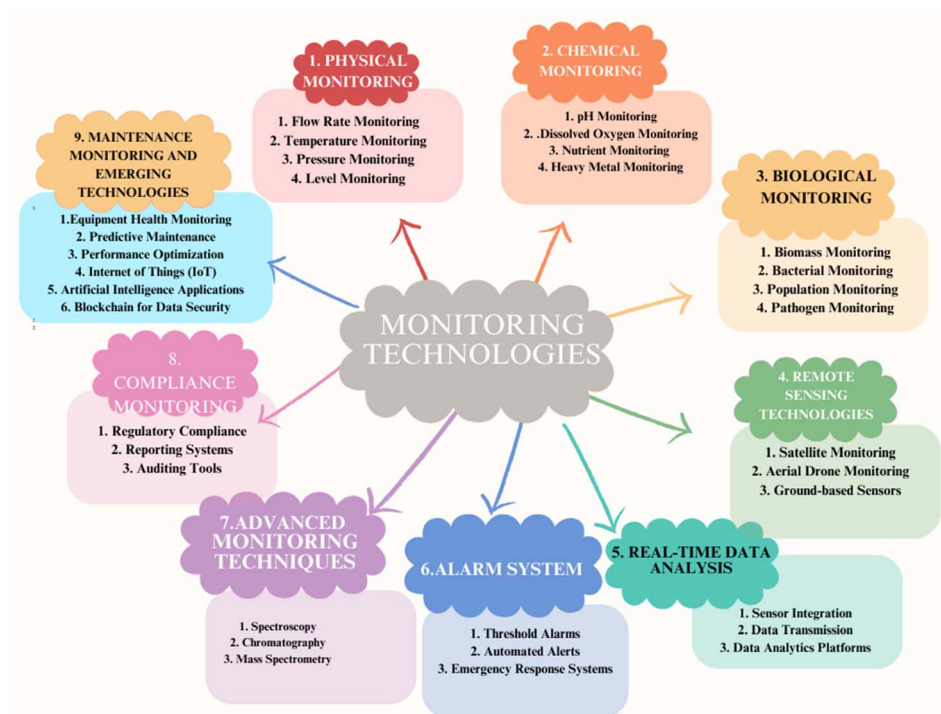 MONITORING
TECHNOLOGIES
1. PHYSICAL
MONITORING
1. Flow Rate Monitoring
2. Temperature Monitoring
3. Pressure Monitoring
4. Level Monitoring
2. CHEMICAL
MONITORING
1. pH Monitoring
2. .Dissolved Oxygen Monitoring
3. Nutrient Monitoring
4. Heavy Metal Monitoring
3. BIOLOGICAL
MONITORING
1. Biomass Monitoring
2. Bacterial Monitoring
3. Population Monitoring
4. Pathogen Monitoring
4. REMOTE
SENSING
TECHNOLOGIES
1. Satellite Monitoring
2. Aerial Drone Monitoring
3. Ground-based Sensors
5. REAL-TIME DATA
ANALYSIS
1. Sensor Integration
2. Data Transmission
3. Data Analytics Platforms
6.ALARM SYSTEM
1. Threshold Alarms
2. Automated Alerts
3. Emergency Response Systems
7.ADVANCED
MONITORING
TECHNIQUES
1. Spectroscopy
2. Chromatography
3. Mass Spectrometry
8.
COMPLIANCE
MONITORING
1. Regulatory Compliance
2. Reporting Systems
3. Auditing Tools
9. MAINTENANCE
MONITORING AND
EMERGING
TECHNOLOGIES
1.Equipment Health Monitoring
2. Predictive Maintenance
3. Performance Optimization
4. Internet of Things (IoT)
5. Artificial Intelligence Applications
6. Blockchain for Data Security